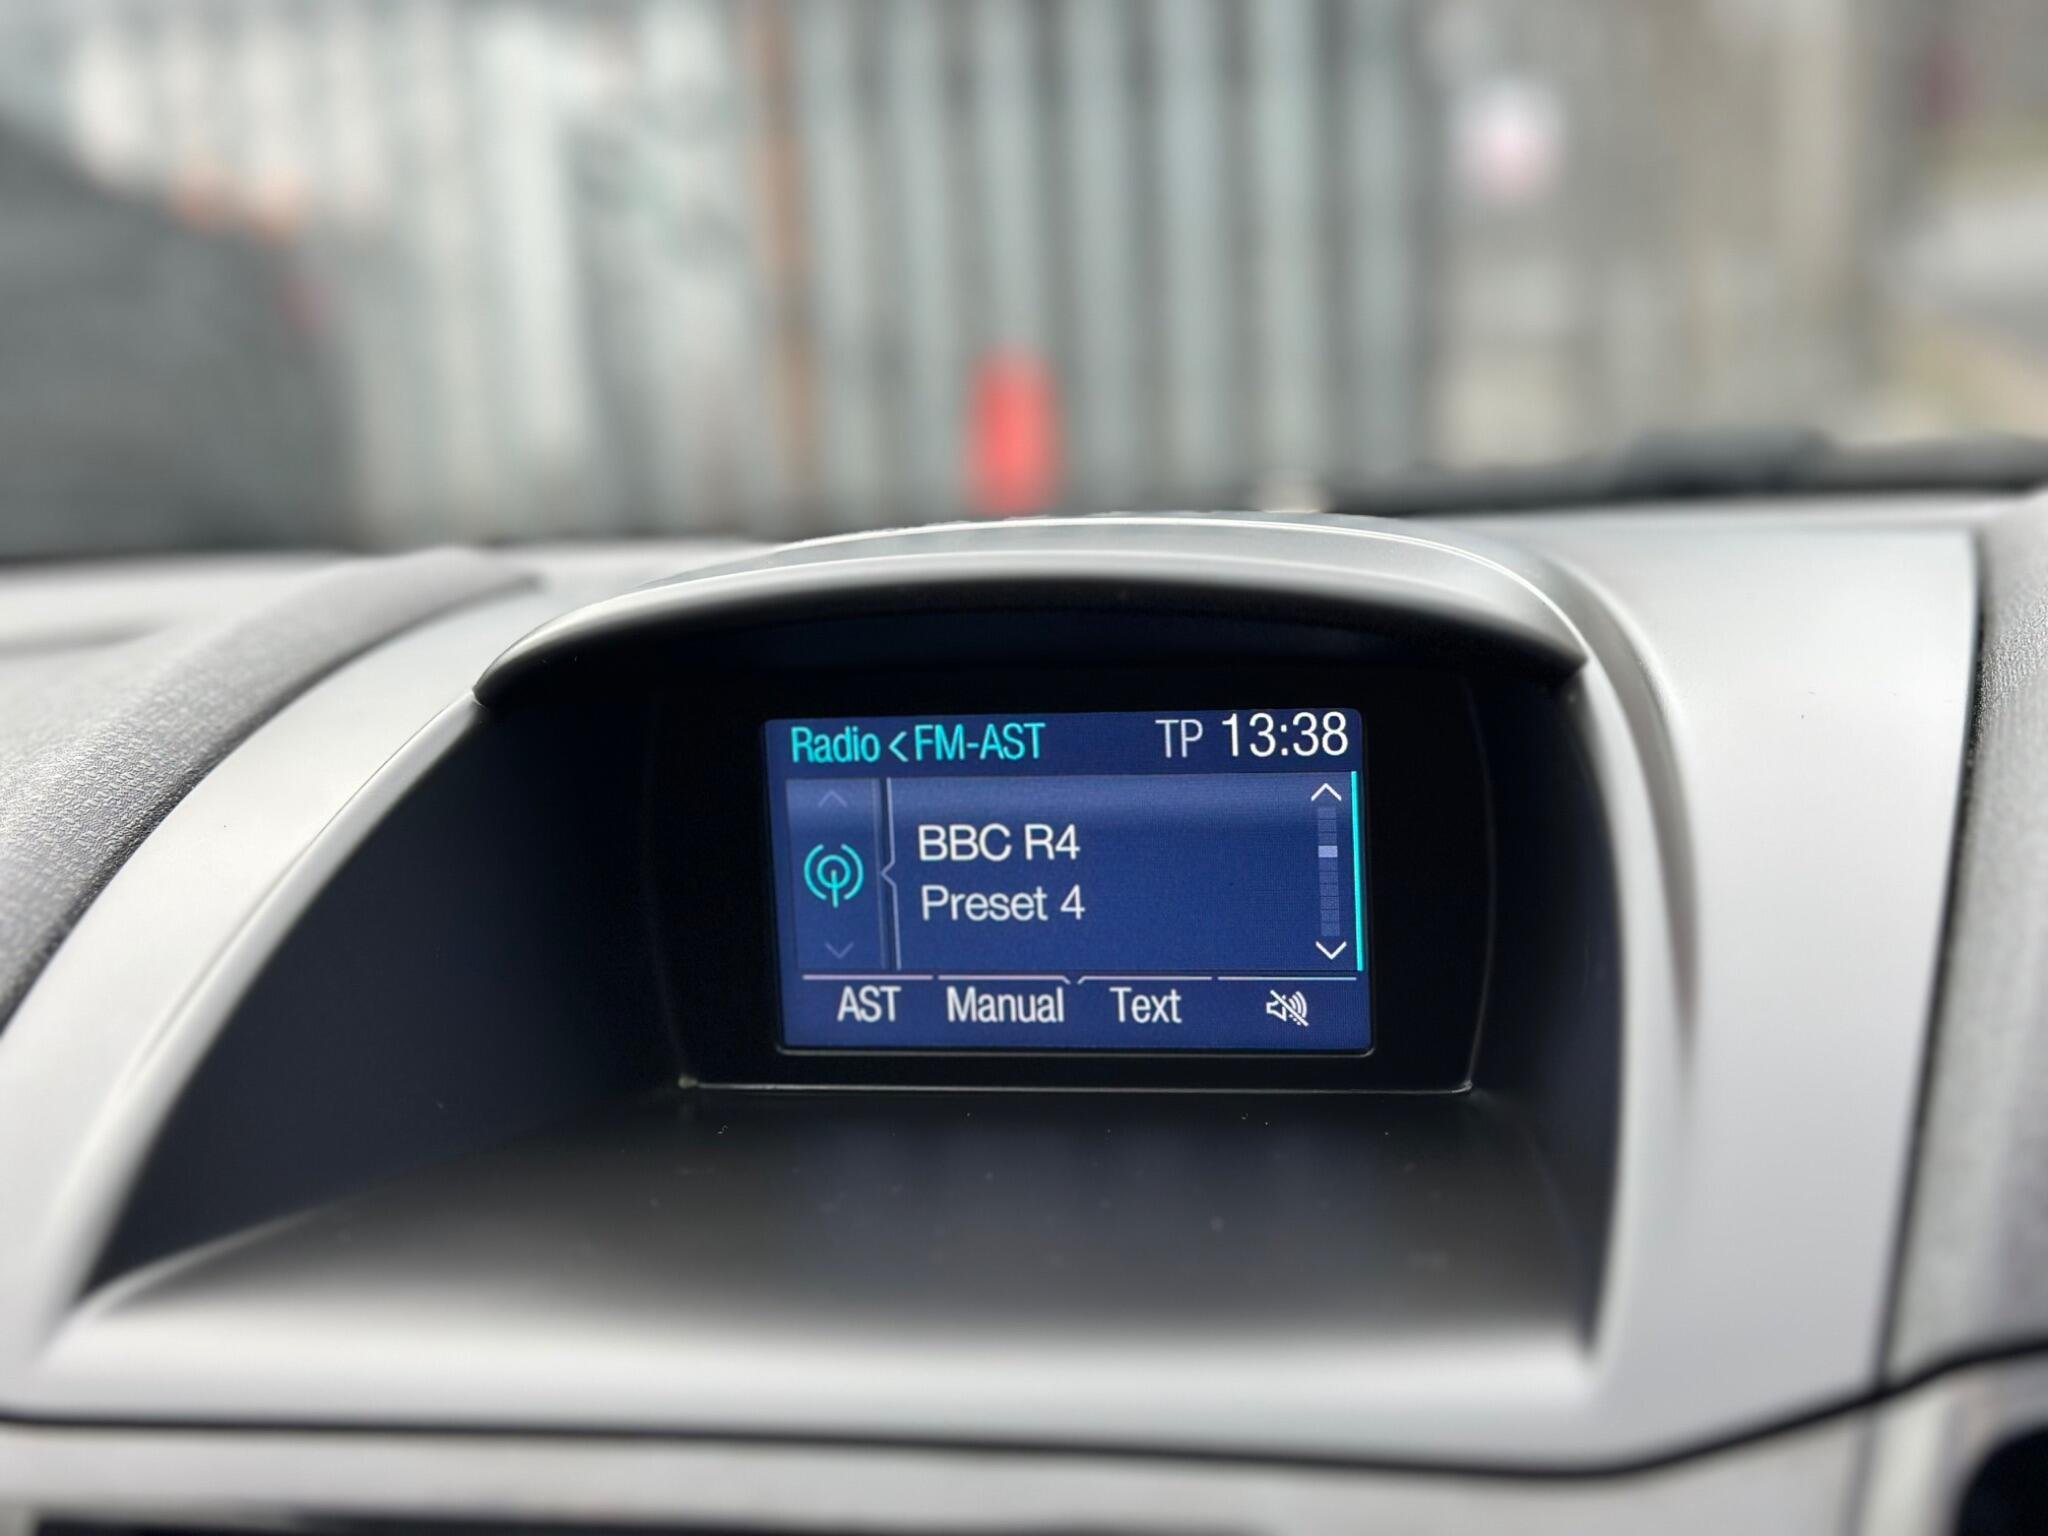 Radio <FM-AST TP 13:38
BBC R4
Preset 4
AST Manual Text